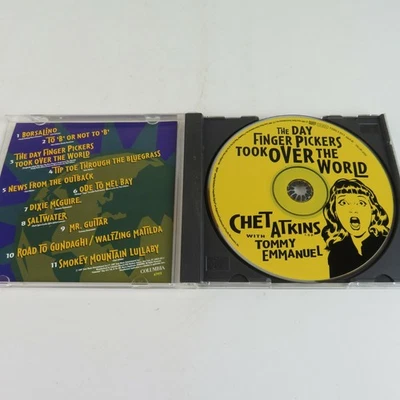 1 BORSALINO
2 TO 'B' OR NOT TO 'B'
3 THE DAY FINGER PICKERS
TOOK OVER THE WORLD
4 TIP TOE THROUGH THE BLUEGRASS
5 NEWS FROM THE OUTBACK
6 ODE TO MEL BAY
7 DIXIE MCGUIRE
8 SALTWATER
9 MR. GUITAR
10 ROAD TO GUNDAGHI / WALTZING MATILDA
11 SMOKEY MOUNTAIN LULLABY
COLUMBIA
THE DAY
FINGER PICKERS
TOOK OVER THE
WORLD
CHET ATKINS
WITH TOMMY
EMMANUEL